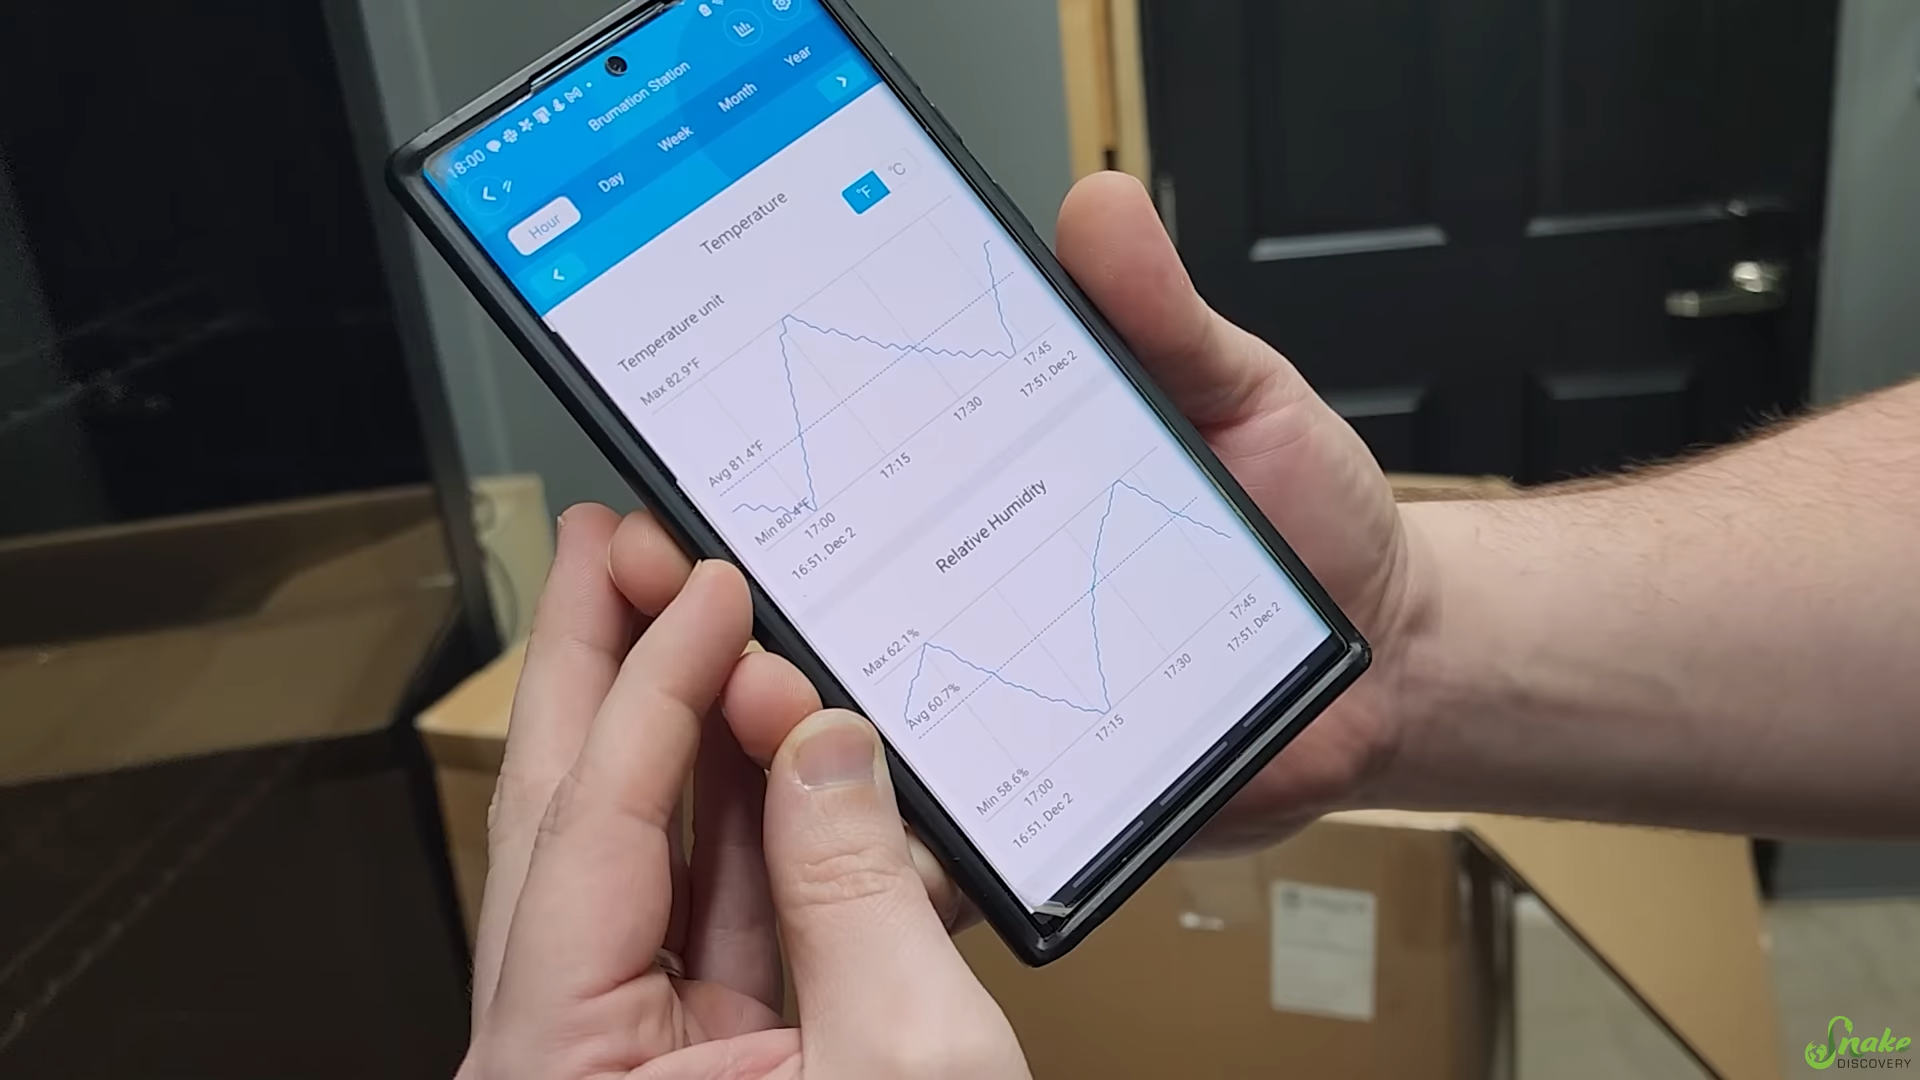 18:00
Brumation Station
Hour Day Week Month Year
Temperature
°F °C
Temperature unit
Max 82.9°F
Avg 81.4°F
Min 80.4°F
17:00 17:15 17:30 17:45
16:51, Dec 2 17:51, Dec 2
Relative Humidity
Max 62.1%
Avg 60.7%
Min 58.6%
17:00 17:15 17:30 17:45
16:51, Dec 2 17:51, Dec 2
Snake
DISCOVERY